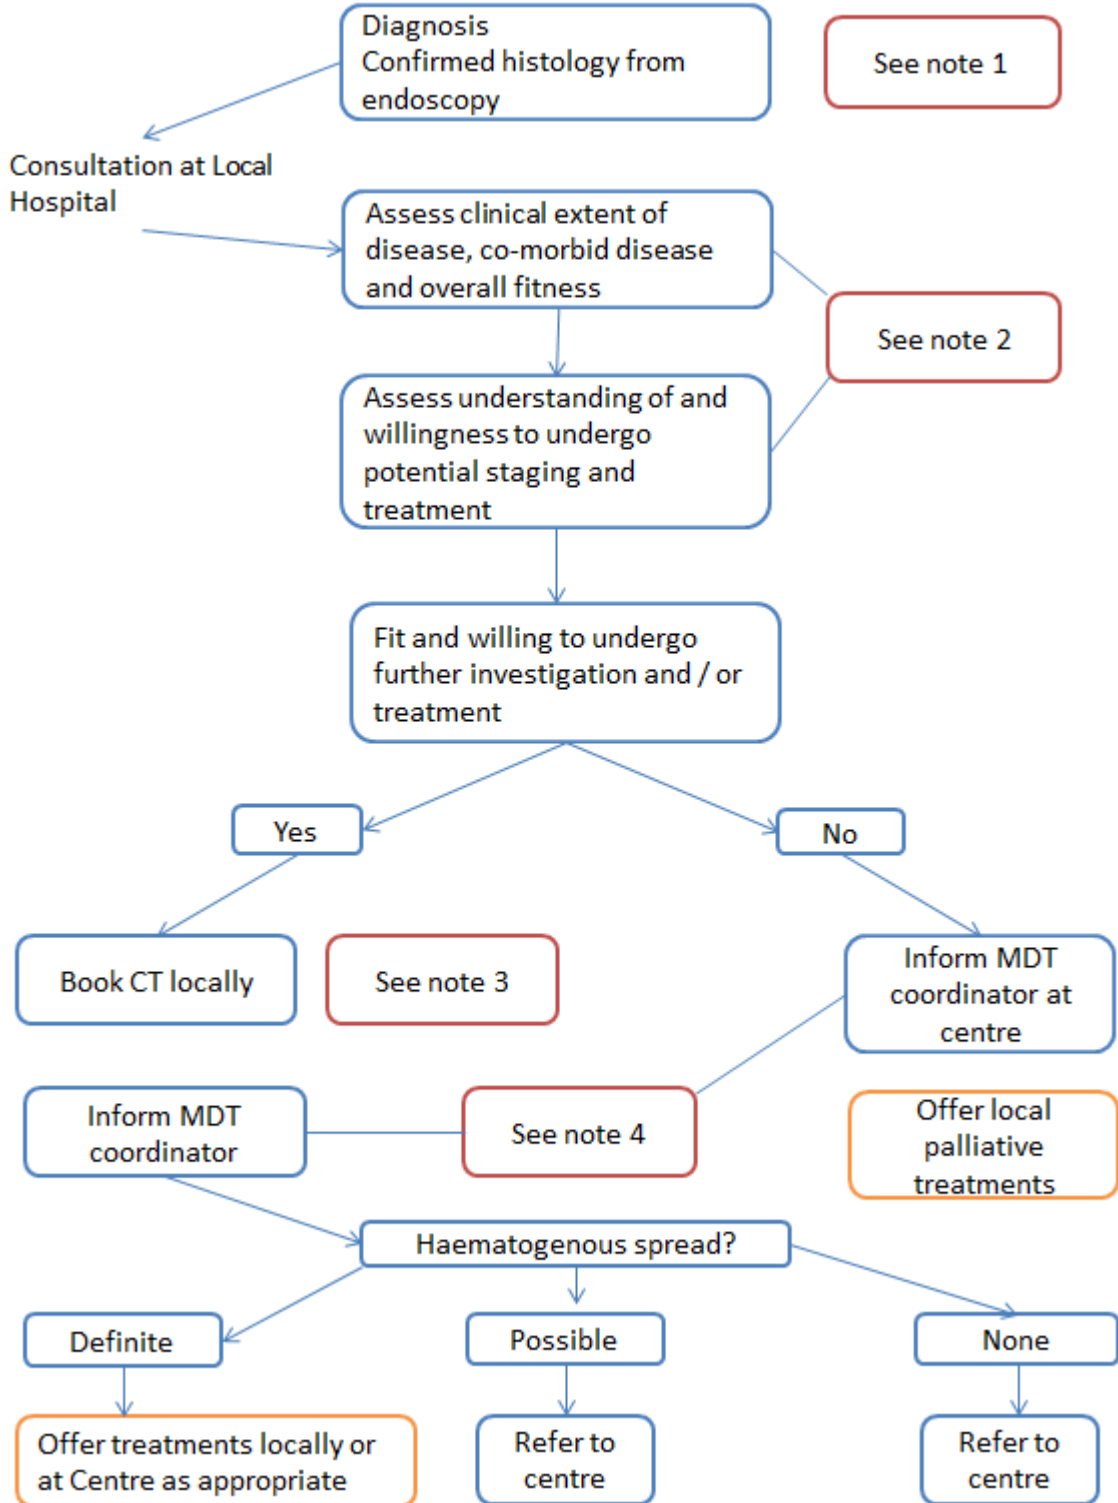 Diagnosis
Confirmed histology from
endoscopy
See note 1
Consultation at Local
Hospital
Assess clinical extent of
disease, co-morbid disease
and overall fitness
See note 2
Assess understanding of and
willingness to undergo
potential staging and
treatment
Fit and willing to undergo
further investigation and / or
treatment
Yes
No
Book CT locally
See note 3
Inform MDT
coordinator at
centre
Inform MDT
coordinator
See note 4
Offer local
palliative
treatments
Haematogenous spread?
Definite
Possible
None
Offer treatments locally or
at Centre as appropriate
Refer to
centre
Refer to
centre